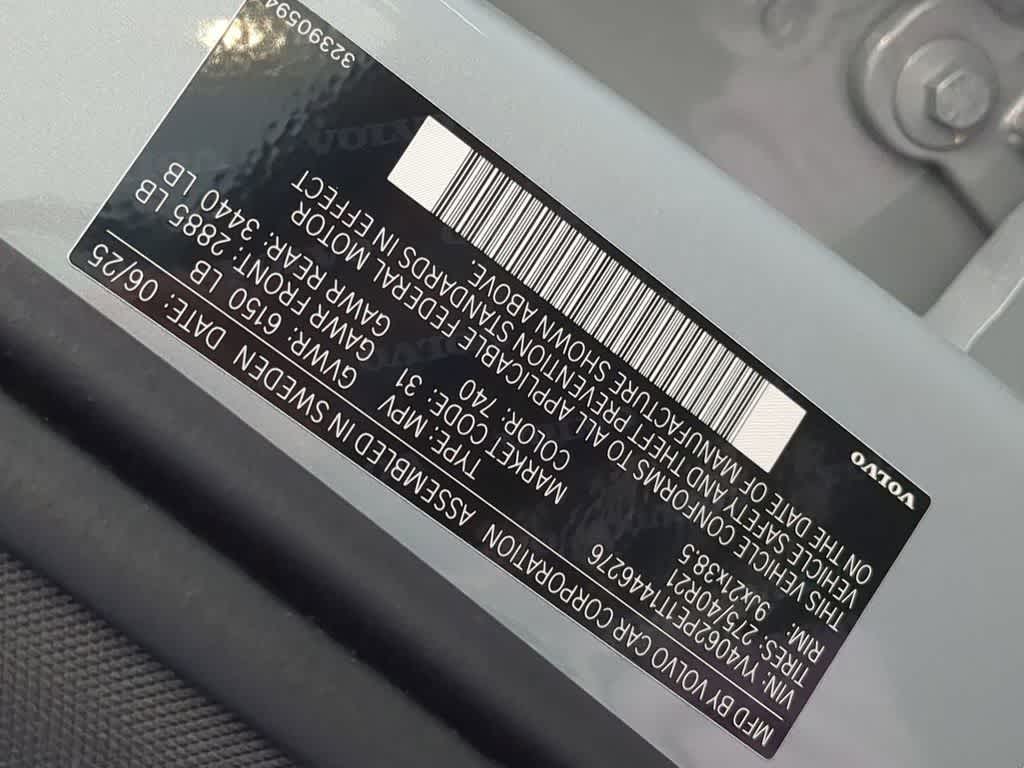 MFD BY VOLVO CAR CORPORATION ASSEMBLED IN SWEDEN DATE: 06/25
VIN: YV4062PE1T1446276 TYPE: MPV GVWR: 6150 LB
TIRES: 275/40R21 MARKET CODE: 31 GAWR FRONT: 2885 LB
RIM: 9Jx21x38.5 COLOR: 740 GAWR REAR: 3440 LB
THIS VEHICLE CONFORMS TO ALL APPLICABLE FEDERAL MOTOR
VEHICLE SAFETY AND THEFT PREVENTION STANDARDS IN EFFECT
ON THE DATE OF MANUFACTURE SHOWN ABOVE.
VOLVO
32390594